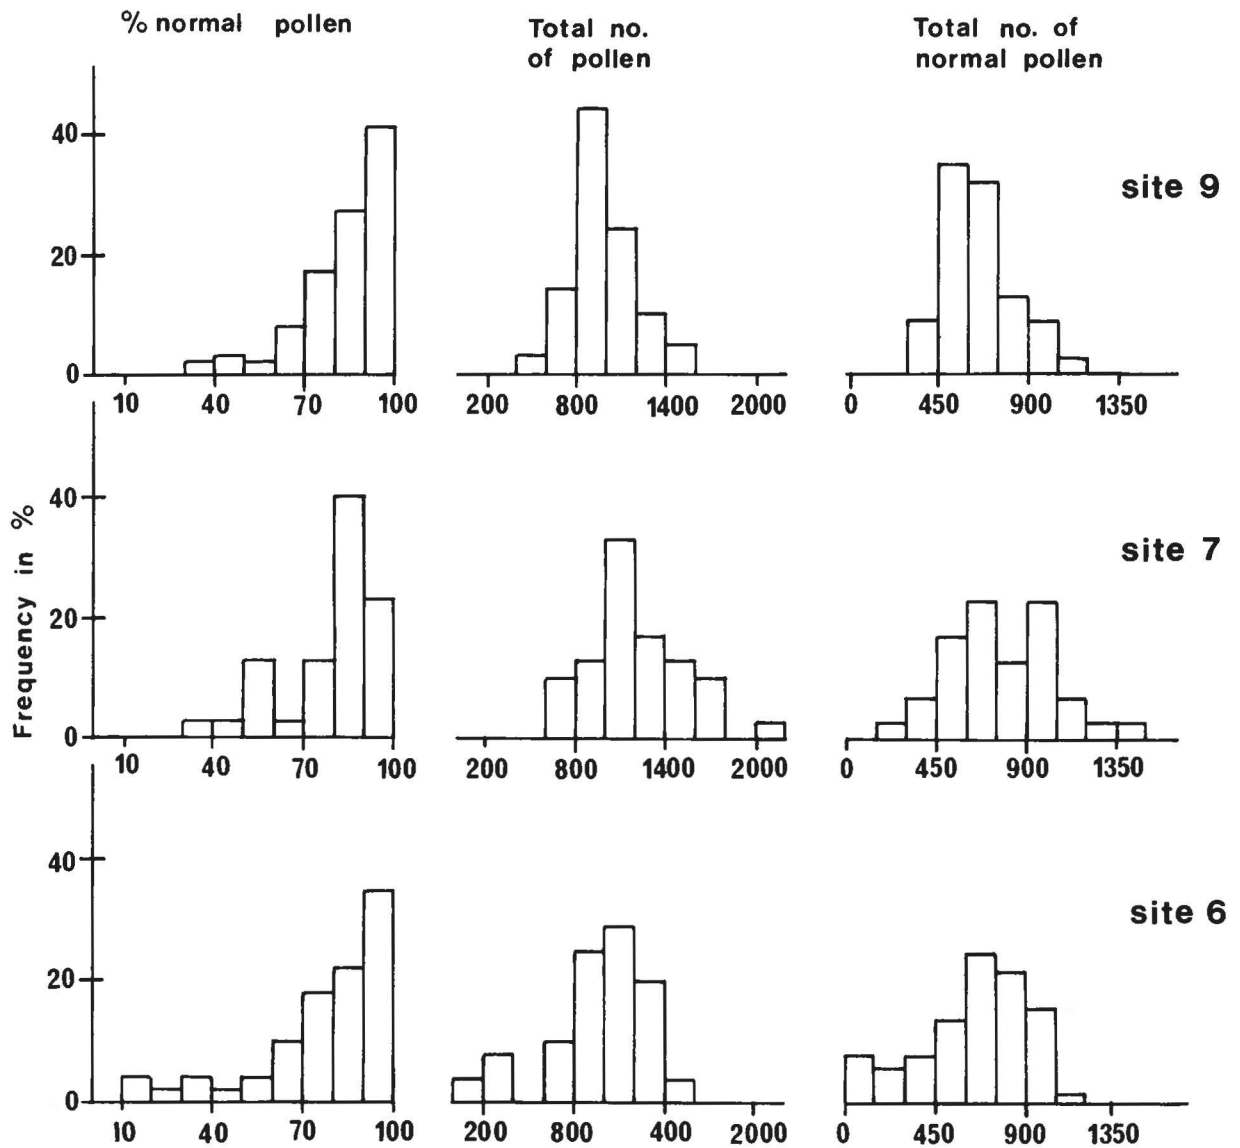 % normal pollen
Total no.
of pollen
Total no. of
normal pollen
site 9
40
20
0
10 40 70 100
200 800 1400 2000
0 450 900 1350
site 7
Frequency in %
40
20
0
10 40 70 100
200 800 1400 2000
0 450 900 1350
site 6
40
20
0
10 40 70 100
200 800 400 2000
0 450 900 1350